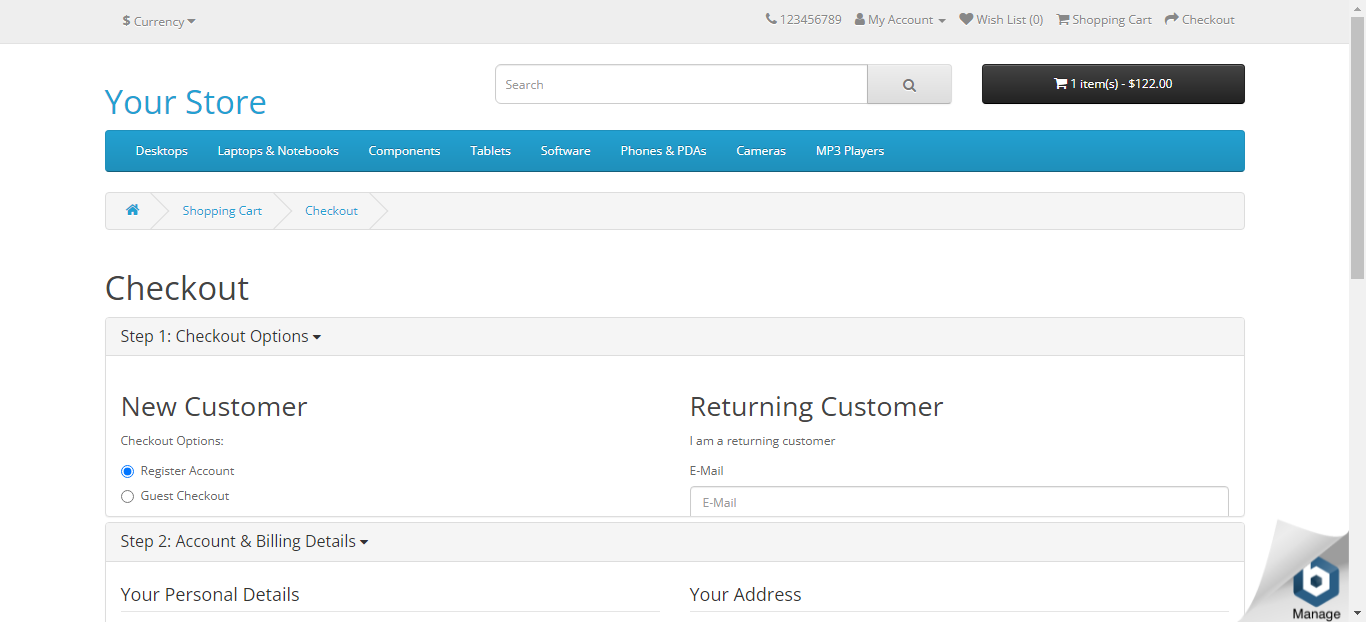 $ Currency
123456789 My Account Wish List (0) Shopping Cart Checkout
Your Store
Search
1 item(s) - $122.00
Desktops Laptops & Notebooks Components Tablets Software Phones & PDAs Cameras MP3 Players
Shopping Cart Checkout
Checkout
Step 1: Checkout Options
New Customer
Checkout Options:
Register Account
Guest Checkout
Returning Customer
I am a returning customer
E-Mail
E-Mail
Step 2: Account & Billing Details
Your Personal Details
Your Address
Manage